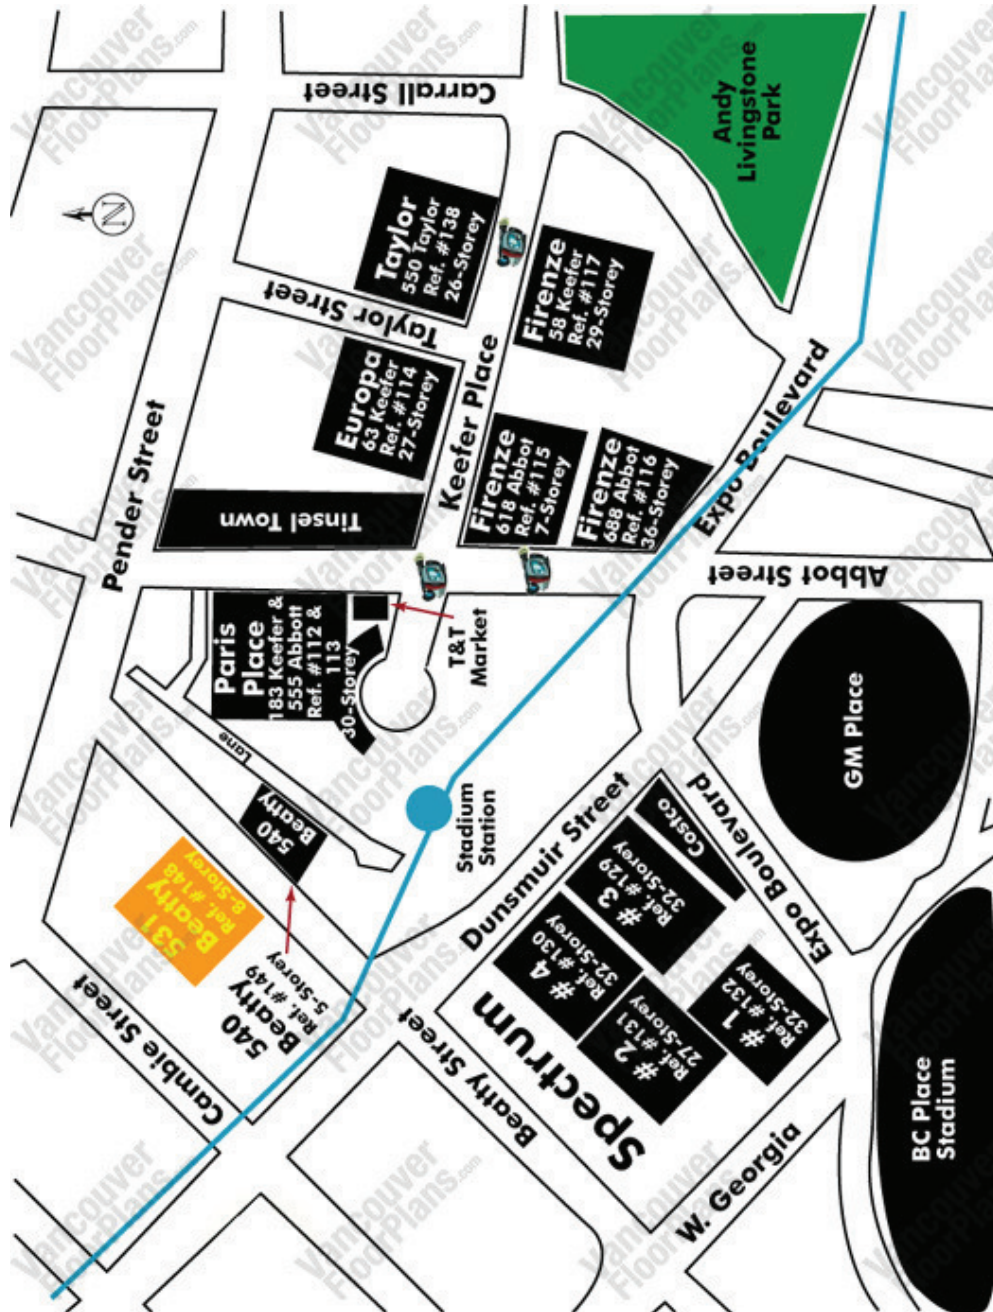 Carrall Street
Andy
Livingstone
Park
N
Taylor
550 Taylor
Ref. #138
26-Storey
Taylor Street
Firenze
58 Keefer
Ref. #117
29-Storey
Europa
63 Keefer
Ref. #114
27-Storey
Keefer Place
Pender Street
Tinsel Town
Firenze
618 Abbot
Ref. #115
7-Storey
Firenze
688 Abbot
Ref. #116
36-Storey
Expo Boulevard
Abbot Street
Paris
Place
183 Keefer &
555 Abbott
Ref. #112 &
113
30-Storey
T&T
Market
Lane
540
Beatty
Stadium
Station
GM Place
531
Beatty
Ref. #148
8-Storey
540
Beatty
Ref. #149
5-Storey
Cambie Street
Beatty Street
Dunsmuir Street
Costco
Expo Boulevard
Spectrum
#3
Ref. #129
32-Storey
#4
Ref. #130
32-Storey
#2
Ref. #131
27-Storey
#1
Ref. #132
32-Storey
W. Georgia
BC Place
Stadium
Vancouver
FloorPlans.com